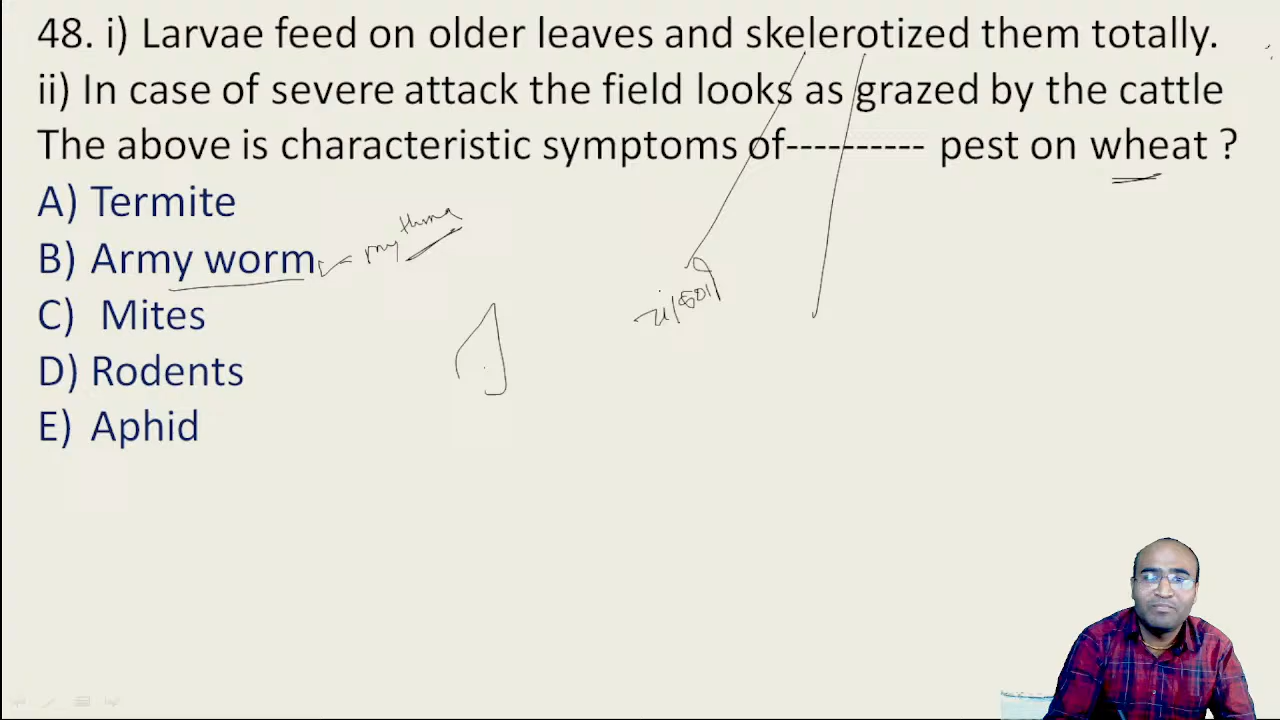 48. i) Larvae feed on older leaves and skelerotized them totally.
ii) In case of severe attack the field looks as grazed by the cattle
The above is characteristic symptoms of---------- pest on wheat ?
A) Termite
B) Army worm
C) Mites
D) Rodents
E) Aphid